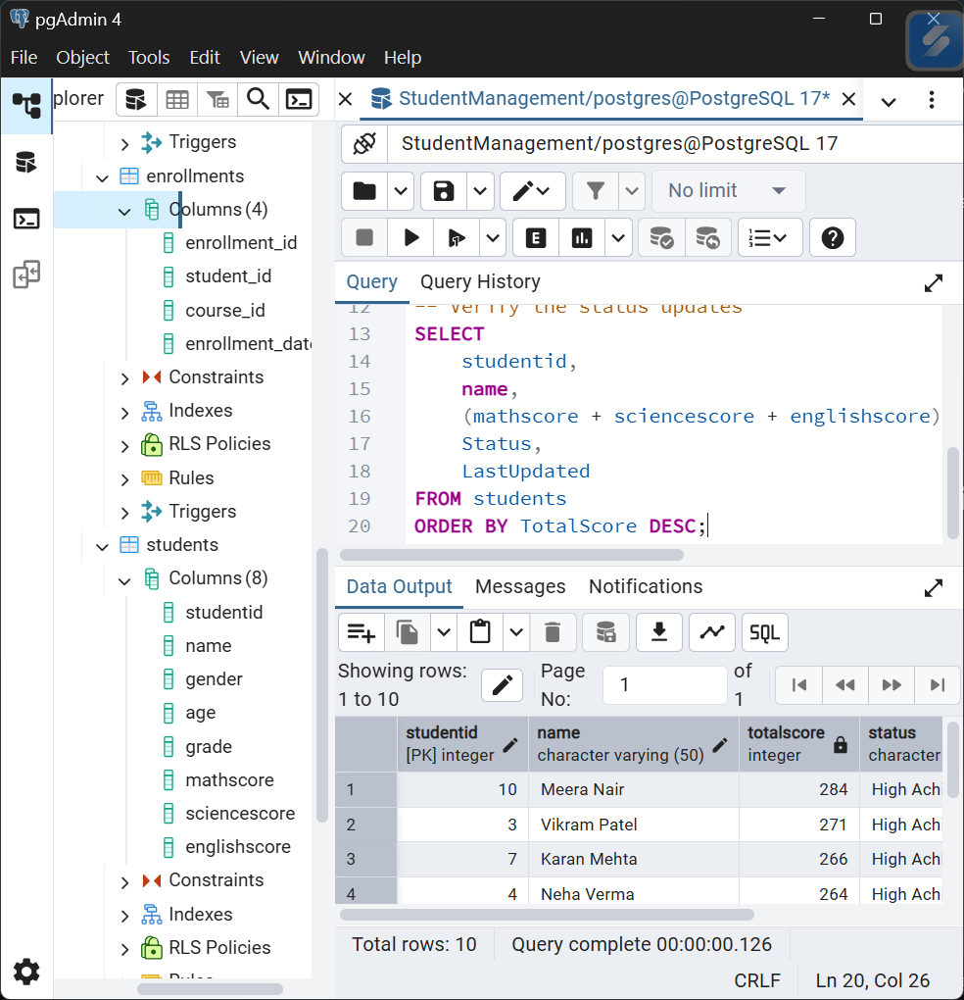 pgAdmin 4
File Object Tools Edit View Window Help
plorer
StudentManagement/postgres@PostgreSQL 17*
Triggers
enrollments
Columns (4)
enrollment_id
student_id
course_id
enrollment_date
Constraints
Indexes
RLS Policies
Rules
Triggers
students
Columns (8)
studentid
name
gender
age
grade
mathscore
sciencescore
englishscore
Constraints
Indexes
RLS Policies
Rules
StudentManagement/postgres@PostgreSQL 17
No limit
E
Query Query History
12 -- Verify the status updates
13 SELECT
14 studentid,
15 name,
16 (mathscore + sciencescore + englishscore)
17 Status,
18 LastUpdated
19 FROM students
20 ORDER BY TotalScore DESC;
Data Output Messages Notifications
SQL
Showing rows: 1 to 10
Page No: 1 of 1
studentid [PK] integer
name character varying (50)
totalscore integer
status character
1 10 Meera Nair 284 High Achi
2 3 Vikram Patel 271 High Achi
3 7 Karan Mehta 266 High Achi
4 4 Neha Verma 264 High Achi
Total rows: 10 Query complete 00:00:00.126
CRLF Ln 20, Col 26